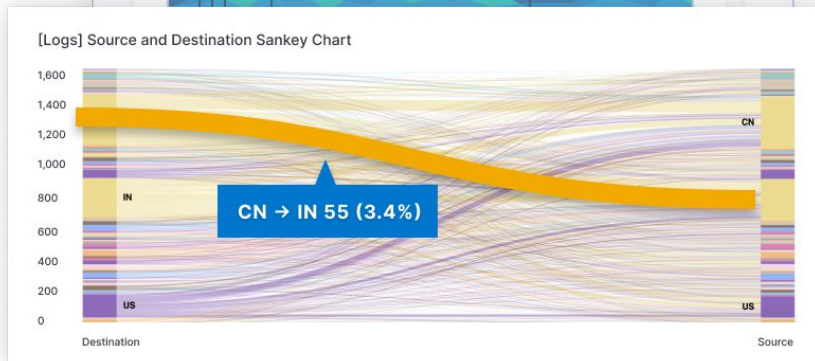 [Logs] Source and Destination Sankey Chart
1,600
1,400
1,200
1,000
800
600
400
200
0
CN
IN
CN → IN 55 (3.4%)
US
US
Destination
Source